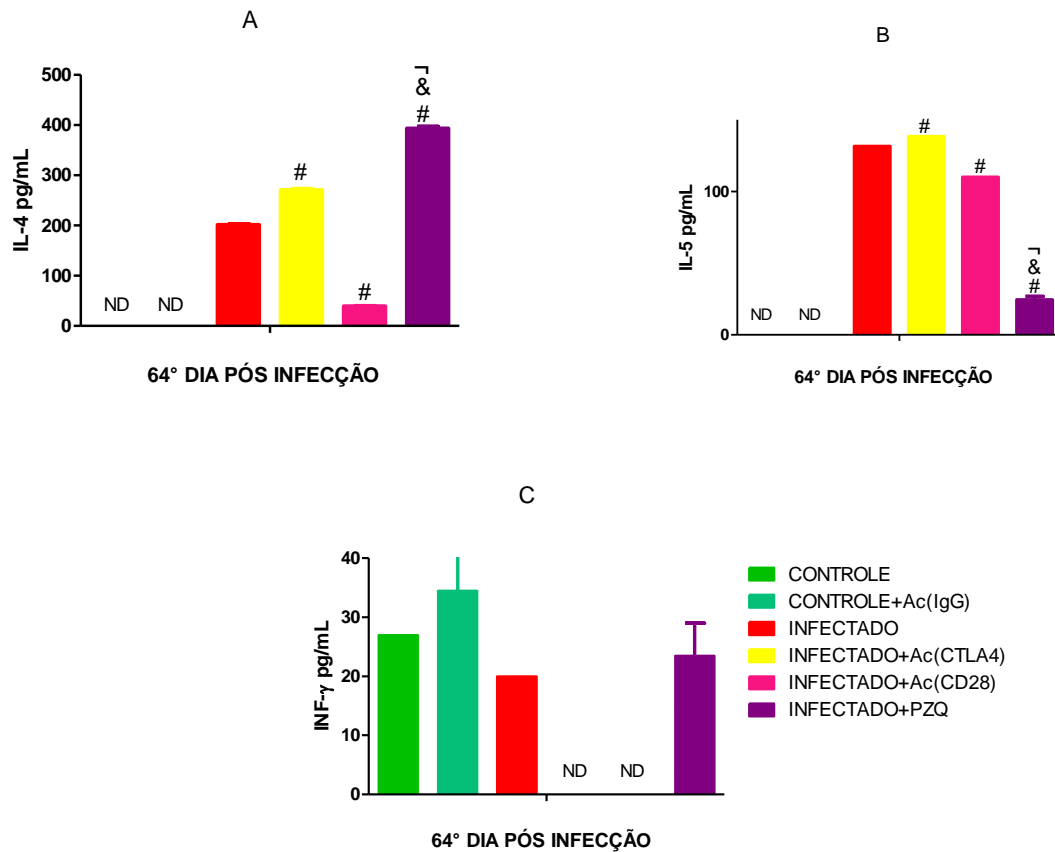 A
500
400
300
200
100
0
IL-4 pg/mL
ND
ND
#
#
¬
&
#
64° DIA PÓS INFECÇÃO
B
100
0
IL-5 pg/mL
ND
ND
#
#
¬
&
#
64° DIA PÓS INFECÇÃO
C
40
30
20
10
0
INF-γ pg/mL
ND
ND
64° DIA PÓS INFECÇÃO
CONTROLE
CONTROLE+Ac(IgG)
INFECTADO
INFECTADO+Ac(CTLA4)
INFECTADO+Ac(CD28)
INFECTADO+PZQ